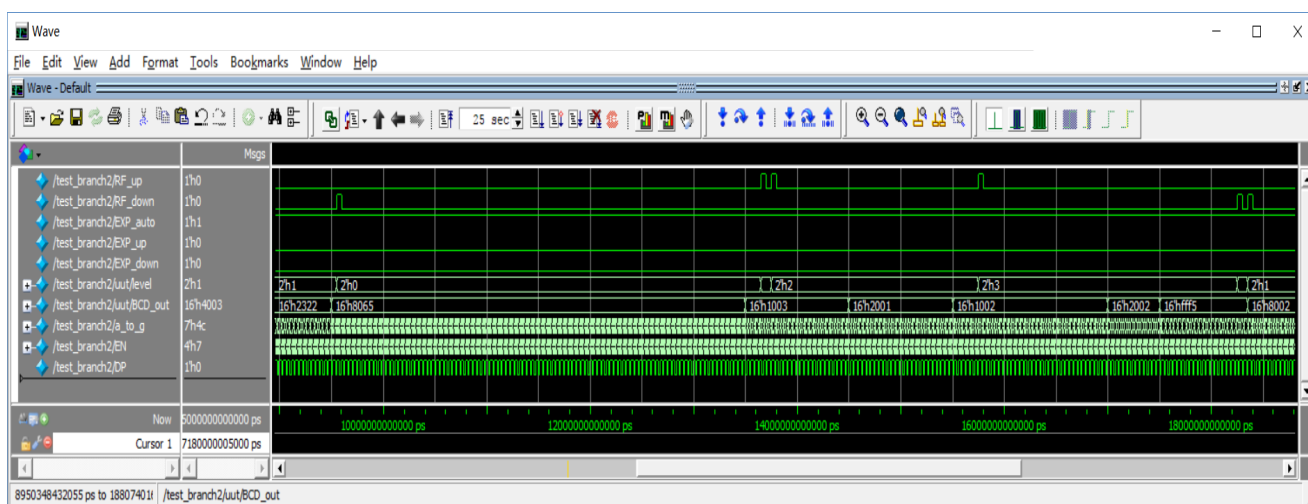 Wave
File Edit View Add Format Tools Bookmarks Window Help
Wave - Default
25 sec
Msgs
/test_branch2/RF_up 1'h0
/test_branch2/RF_down 1'h0
/test_branch2/EXP_auto 1'h1
/test_branch2/EXP_up 1'h0
/test_branch2/EXP_down 1'h0
/test_branch2/uut/level 2'h1 2'h1 2'h0 2'h2 2'h3 2'h1
/test_branch2/uut/BCD_out 16'h4003 16'h2322 16'h8065 16'h1003 16'h2001 16'h1002 16'h2002 16'hfff5 16'h8002
/test_branch2/a_to_g 7'h4c
/test_branch2/EN 4'h7
/test_branch2/DP 1'h0
Now 5000000000000 ps 10000000000000 ps 12000000000000 ps 14000000000000 ps 16000000000000 ps 18000000000000 ps
Cursor 1 7180000005000 ps
8950348432055 ps to 18807401 /test_branch2/uut/BCD_out